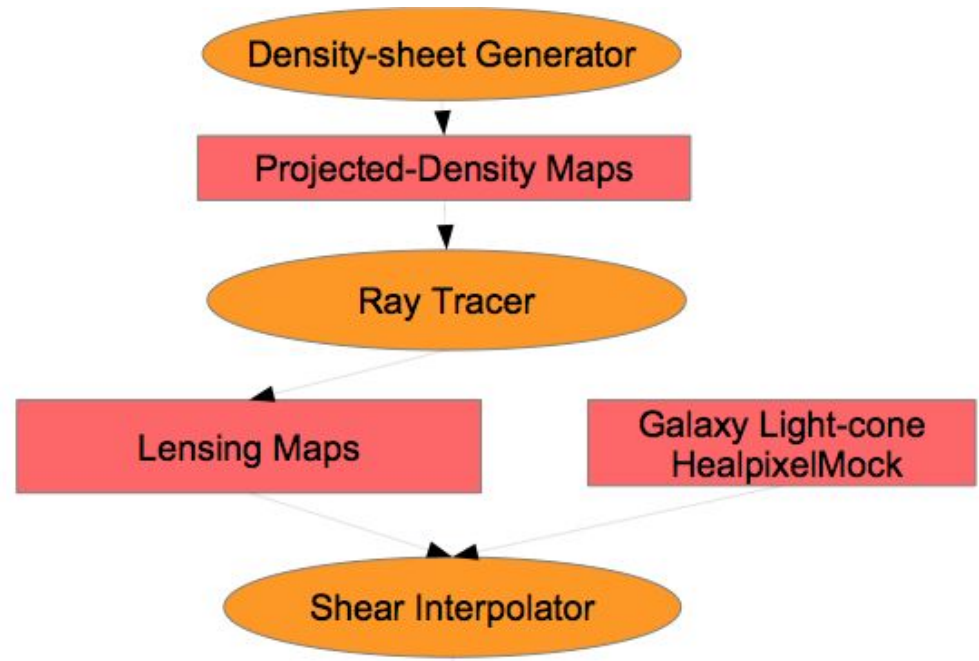 Density-sheet Generator
Projected-Density Maps
Ray Tracer
Lensing Maps
Galaxy Light-cone
HealpixelMock
Shear Interpolator